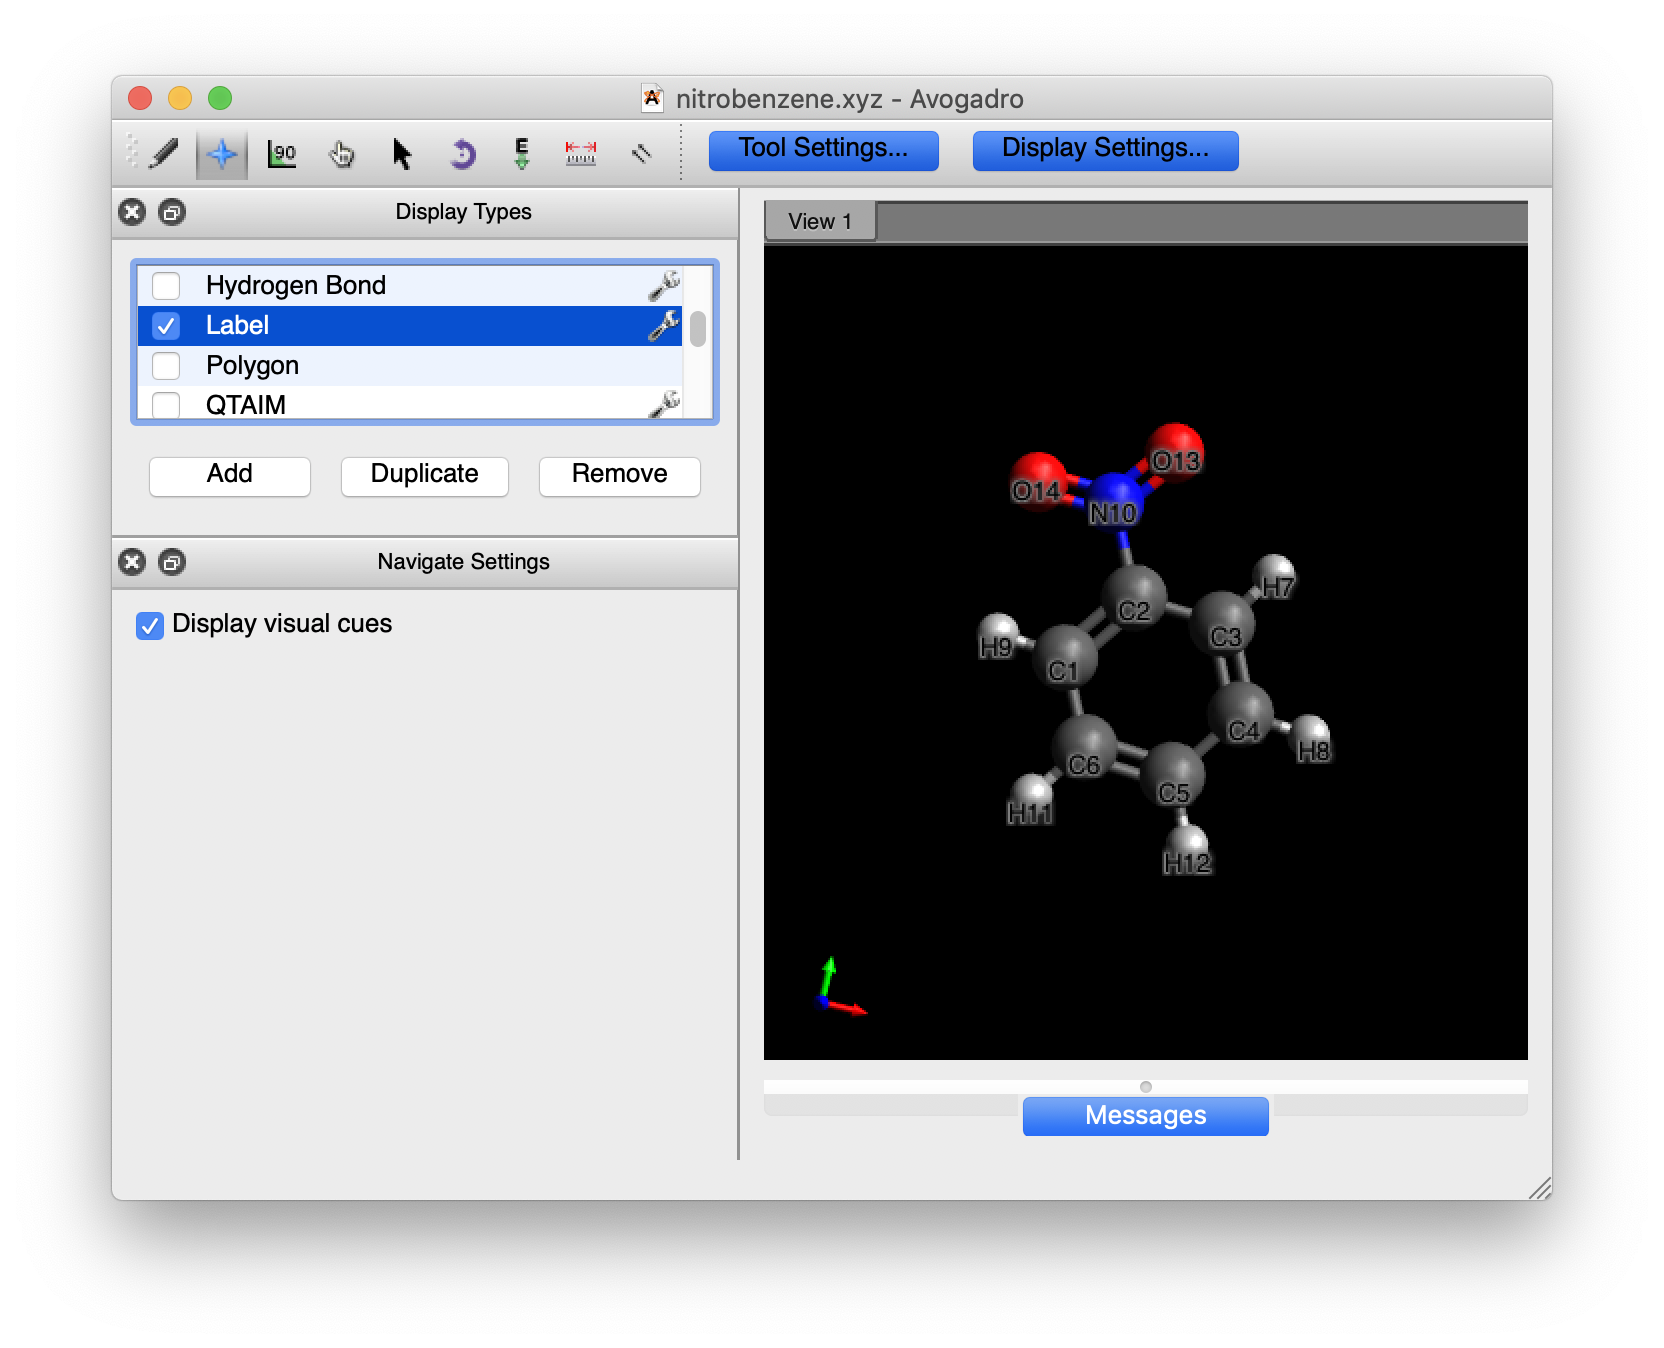 nitrobenzene.xyz - Avogadro
90
E
Tool Settings...
Display Settings...
Display Types
Hydrogen Bond
Label
Polygon
QTAIM
Add
Duplicate
Remove
Navigate Settings
Display visual cues
View 1
O13
O14
N10
H7
C2
C3
H9
C1
C4
H8
C6
C5
H11
H12
Messages